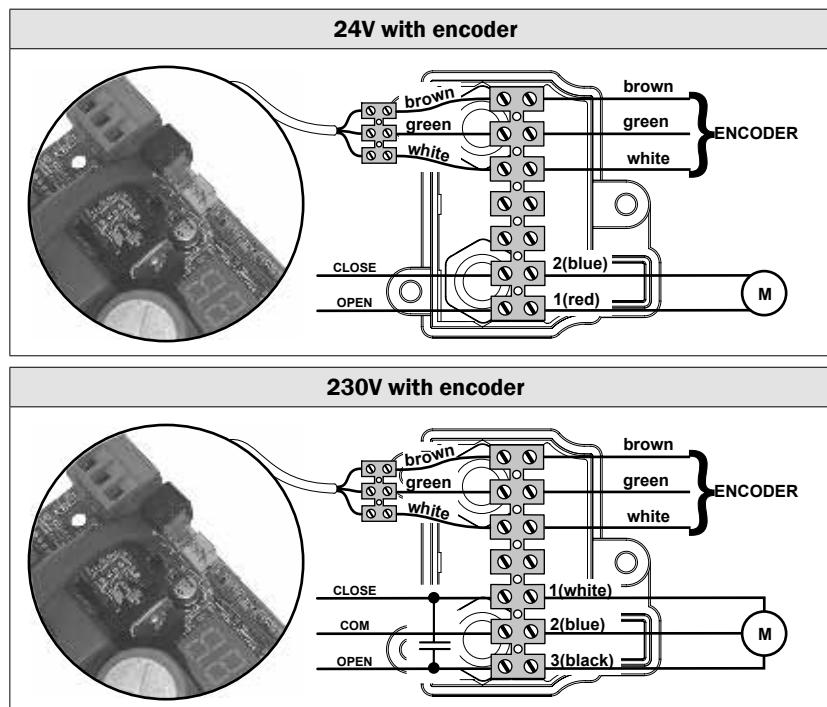 24V with encoder
brown brown
green green
ENCODER
white white
CLOSE 2(blue)
M
OPEN 1(red)
230V with encoder
brown brown
green green
ENCODER
white white
CLOSE 1(white)
COM 2(blue)
M
OPEN 3(black)